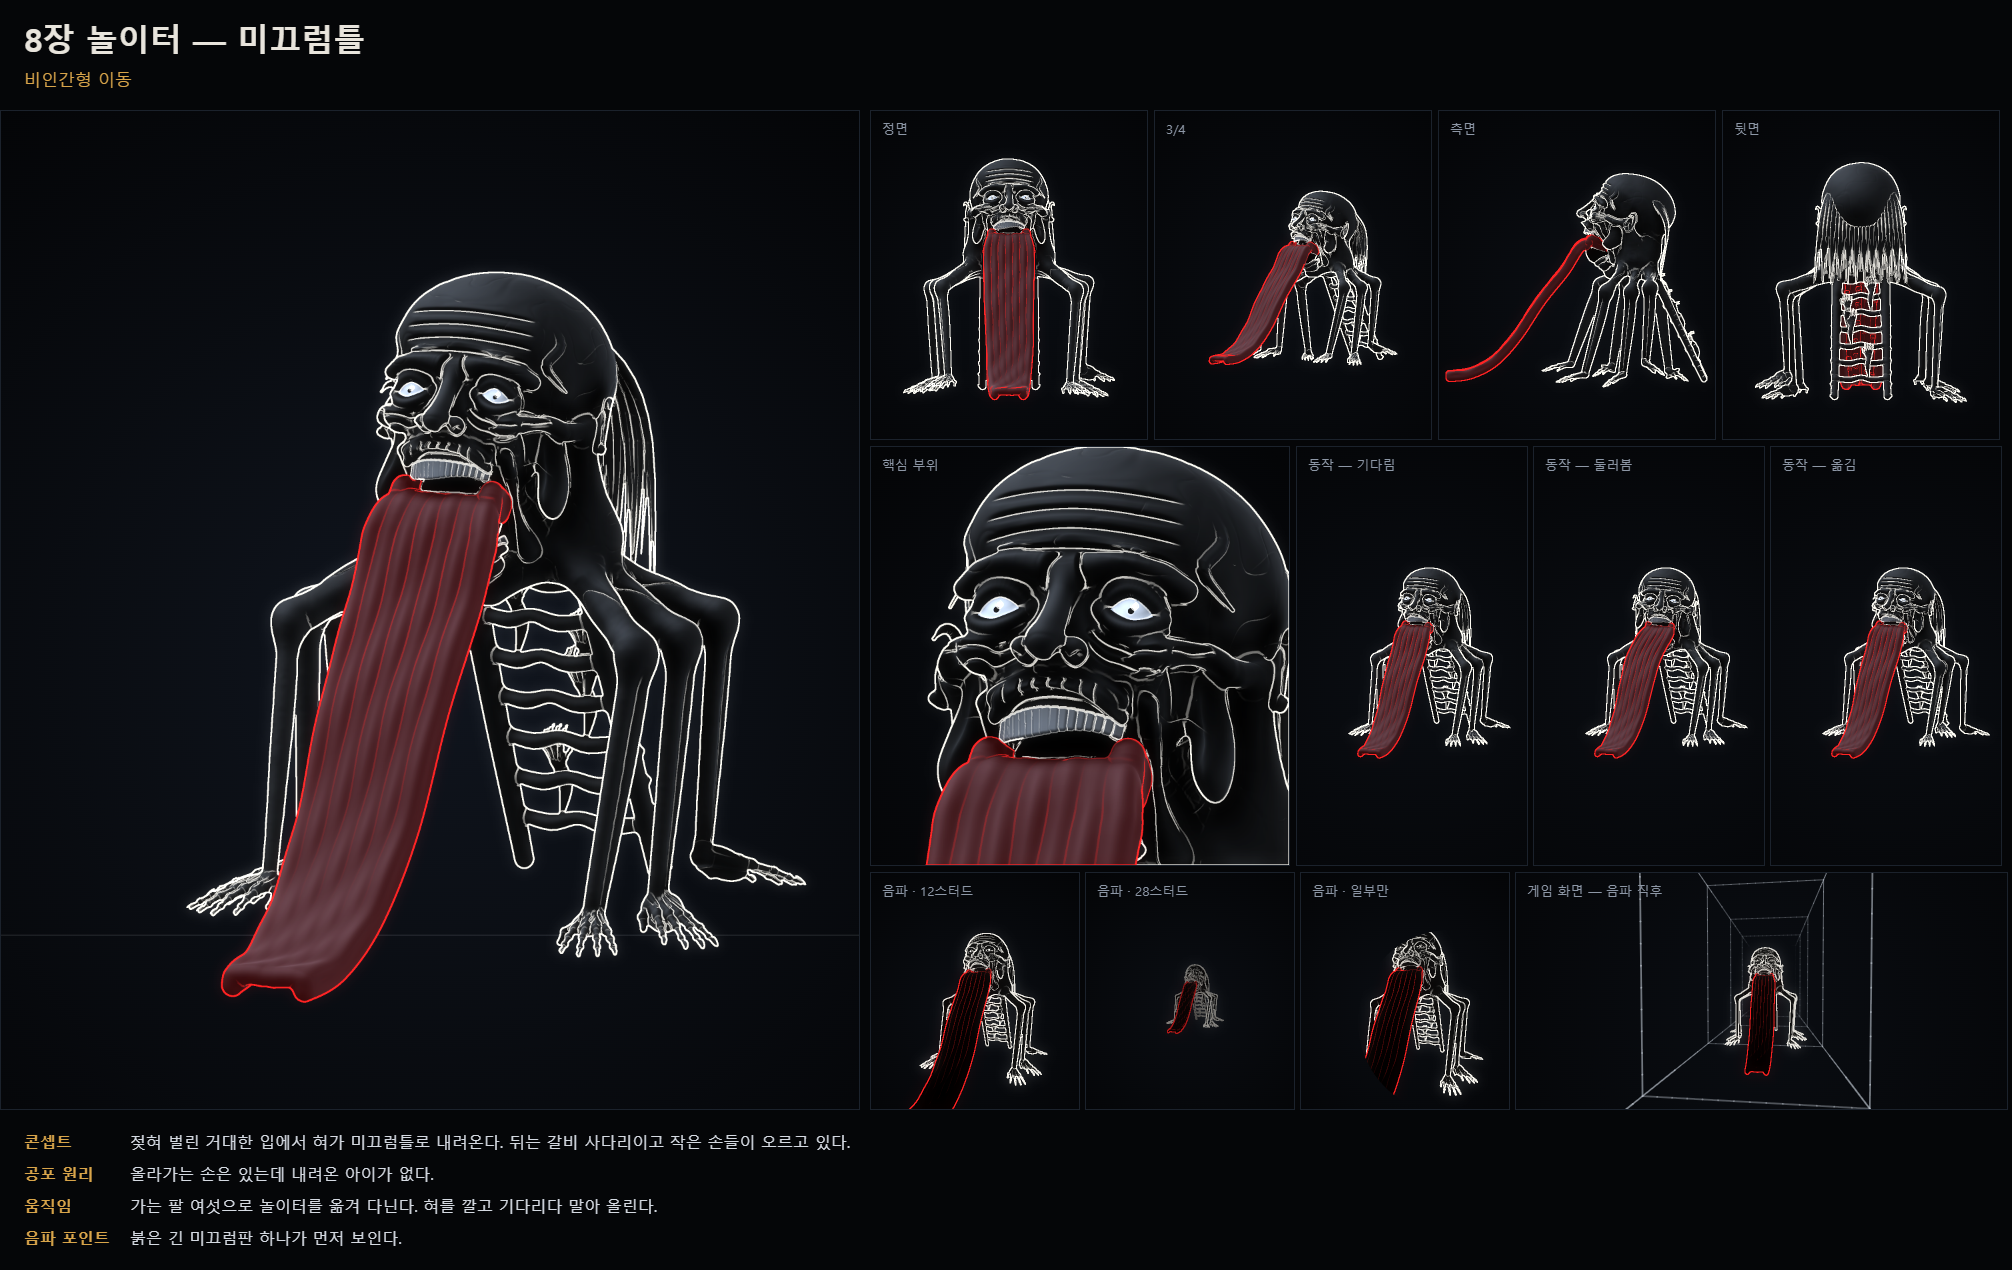 8장 놀이터 — 미끄럼틀
비인간형 이동
정면
3/4
측면
뒷면
핵심 부위
동작 — 기다림
동작 — 둘러봄
동작 — 옮김
음파 · 12스터드
음파 · 28스터드
음파 · 일부만
게임 화면 — 음파 직후
콘셉트 젖혀 벌린 거대한 입에서 혀가 미끄럼틀로 내려온다. 뒤는 갈비 사다리이고 작은 손들이 오르고 있다.
공포 원리 올라가는 손은 있는데 내려온 아이가 없다.
움직임 가는 팔 여섯으로 놀이터를 옮겨 다닌다. 혀를 깔고 기다리다 말아 올린다.
음파 포인트 붉은 긴 미끄럼판 하나가 먼저 보인다.